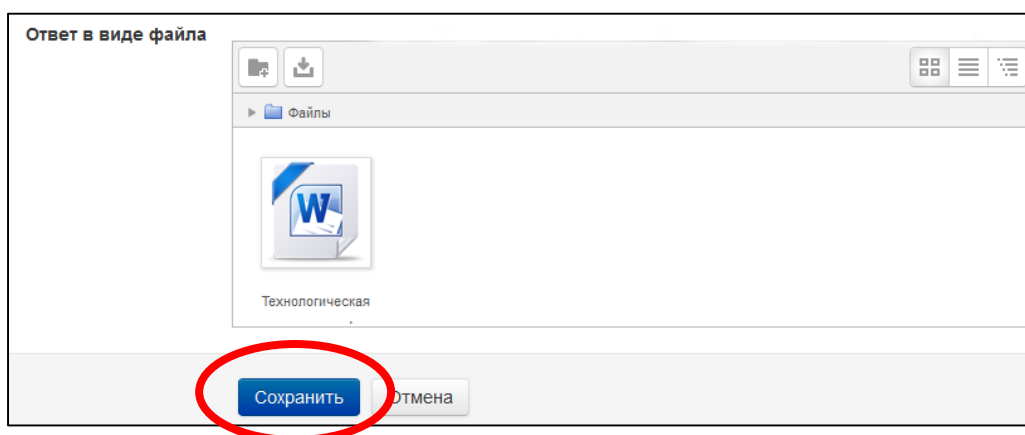 Ответ в виде файла
Файлы
W
Технологическая
Сохранить
Отмена